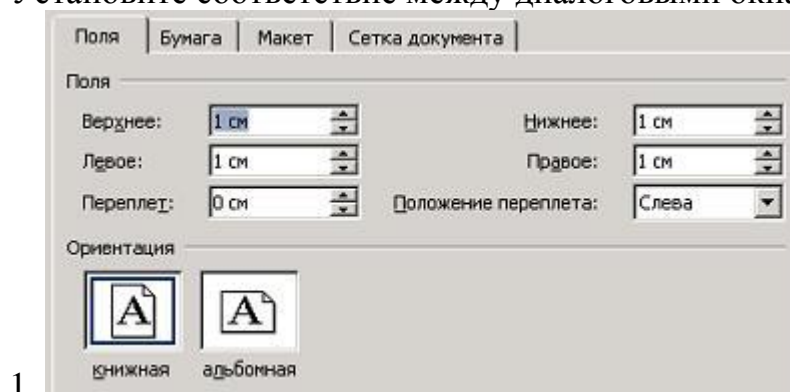 Установите соответствие между диалоговыми окна
Поля Бумага Макет Сетка документа
Поля
Верхнее: 1 см Нижнее: 1 см
Левое: 1 см Правое: 1 см
Переплет: 0 см Положение переплета: Слева
Ориентация
A A
книжная альбомная
1